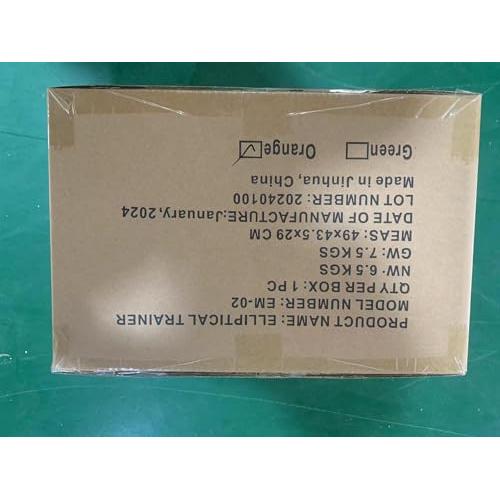 PRODUCT NAME: ELLIPTICAL TRAINER
MODEL NUMBER: EM-02
QTY PER BOX: 1 PC
NW: 6.5 KGS
GW: 7.5 KGS
MEAS: 49x43.5x29 CM
DATE OF MANUFACTURE:January,2024
LOT NUMBER: 20240100
Made in Jinhua, China
Green Orange